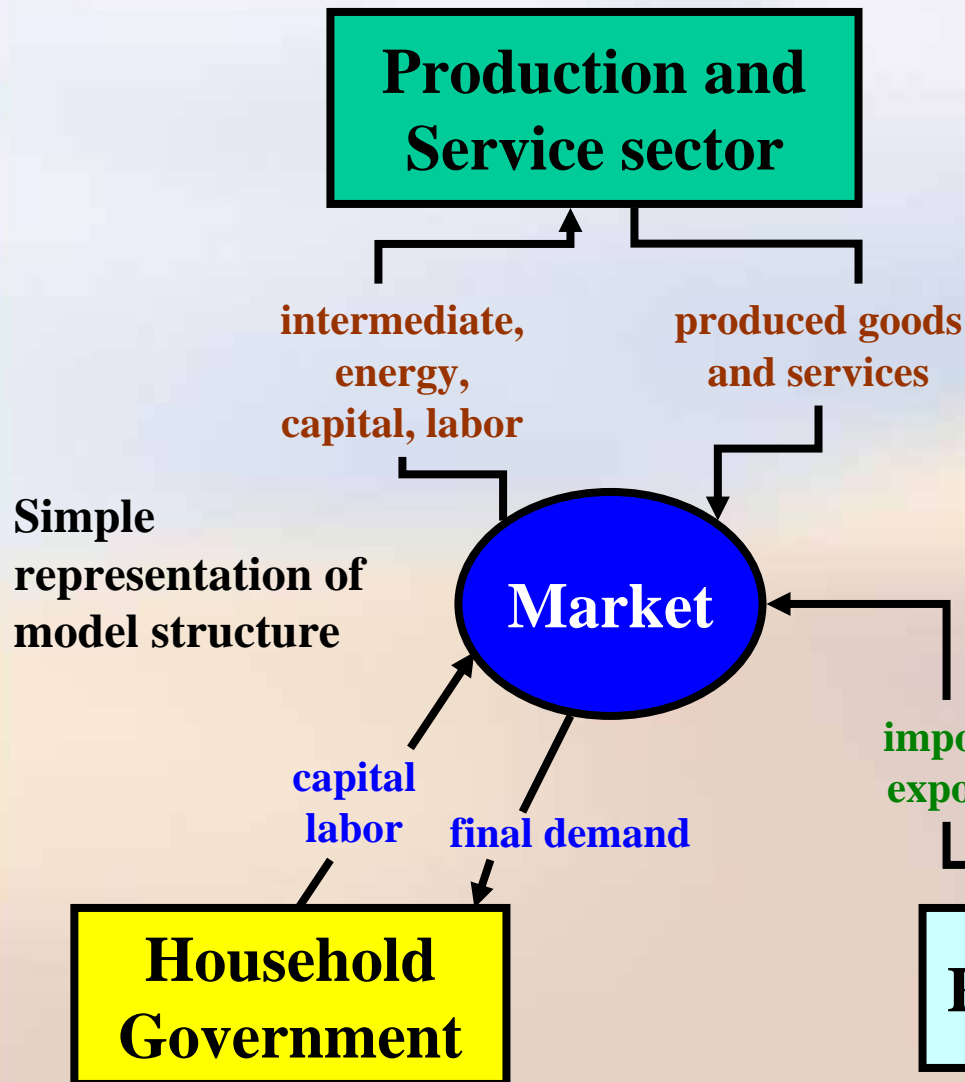 Production and
Service sector
intermediate,
energy,
capital, labor
produced goods
and services
Simple
representation of
model structure
Market
capital
labor
final demand
Household
Government